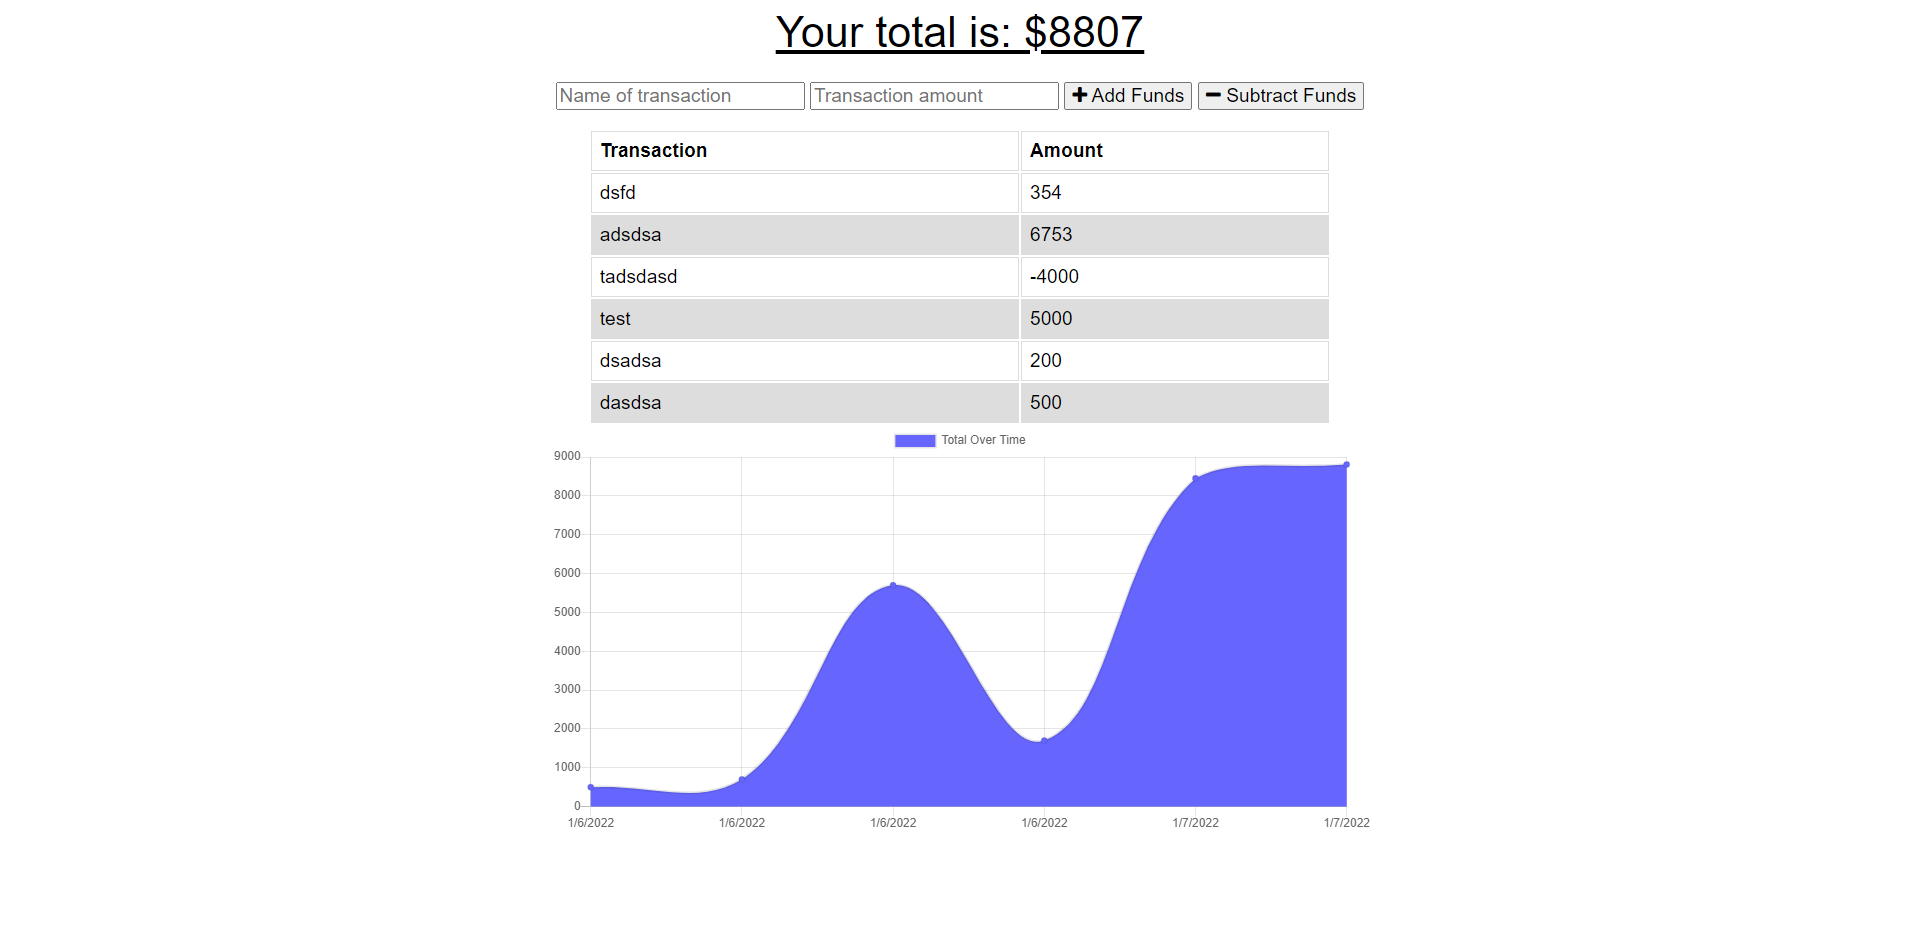 Your total is: $8807
Name of transaction Transaction amount Add Funds Subtract Funds
Transaction Amount
dsfd 354
adsdsa 6753
tadsdasd -4000
test 5000
dsadsa 200
dasdsa 500
Total Over Time
9000
8000
7000
6000
5000
4000
3000
2000
1000
0
1/6/2022 1/6/2022 1/6/2022 1/6/2022 1/7/2022 1/7/2022